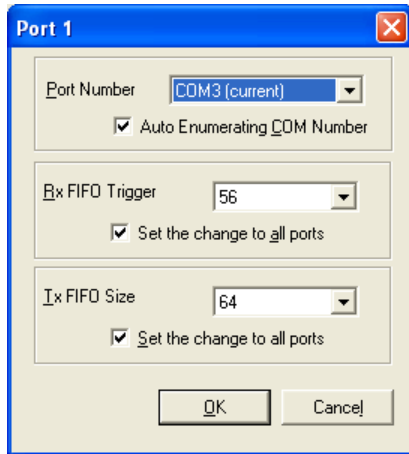 Port 1
Port Number COM3 (current)
Auto Enumerating COM Number
Rx FIFO Trigger 56
Set the change to all ports
Tx FIFO Size 64
Set the change to all ports
OK Cancel